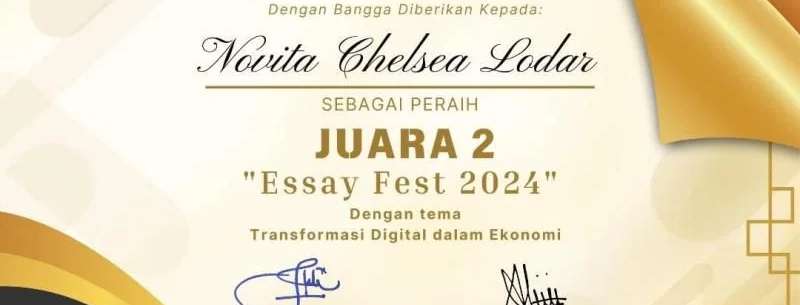 Dengan Bangga Diberikan Kepada:
Novita Chelsea Lodar
SEBAGAI PERAIH
JUARA 2
"Essay Fest 2024"
Dengan tema
Transformasi Digital dalam Ekonomi